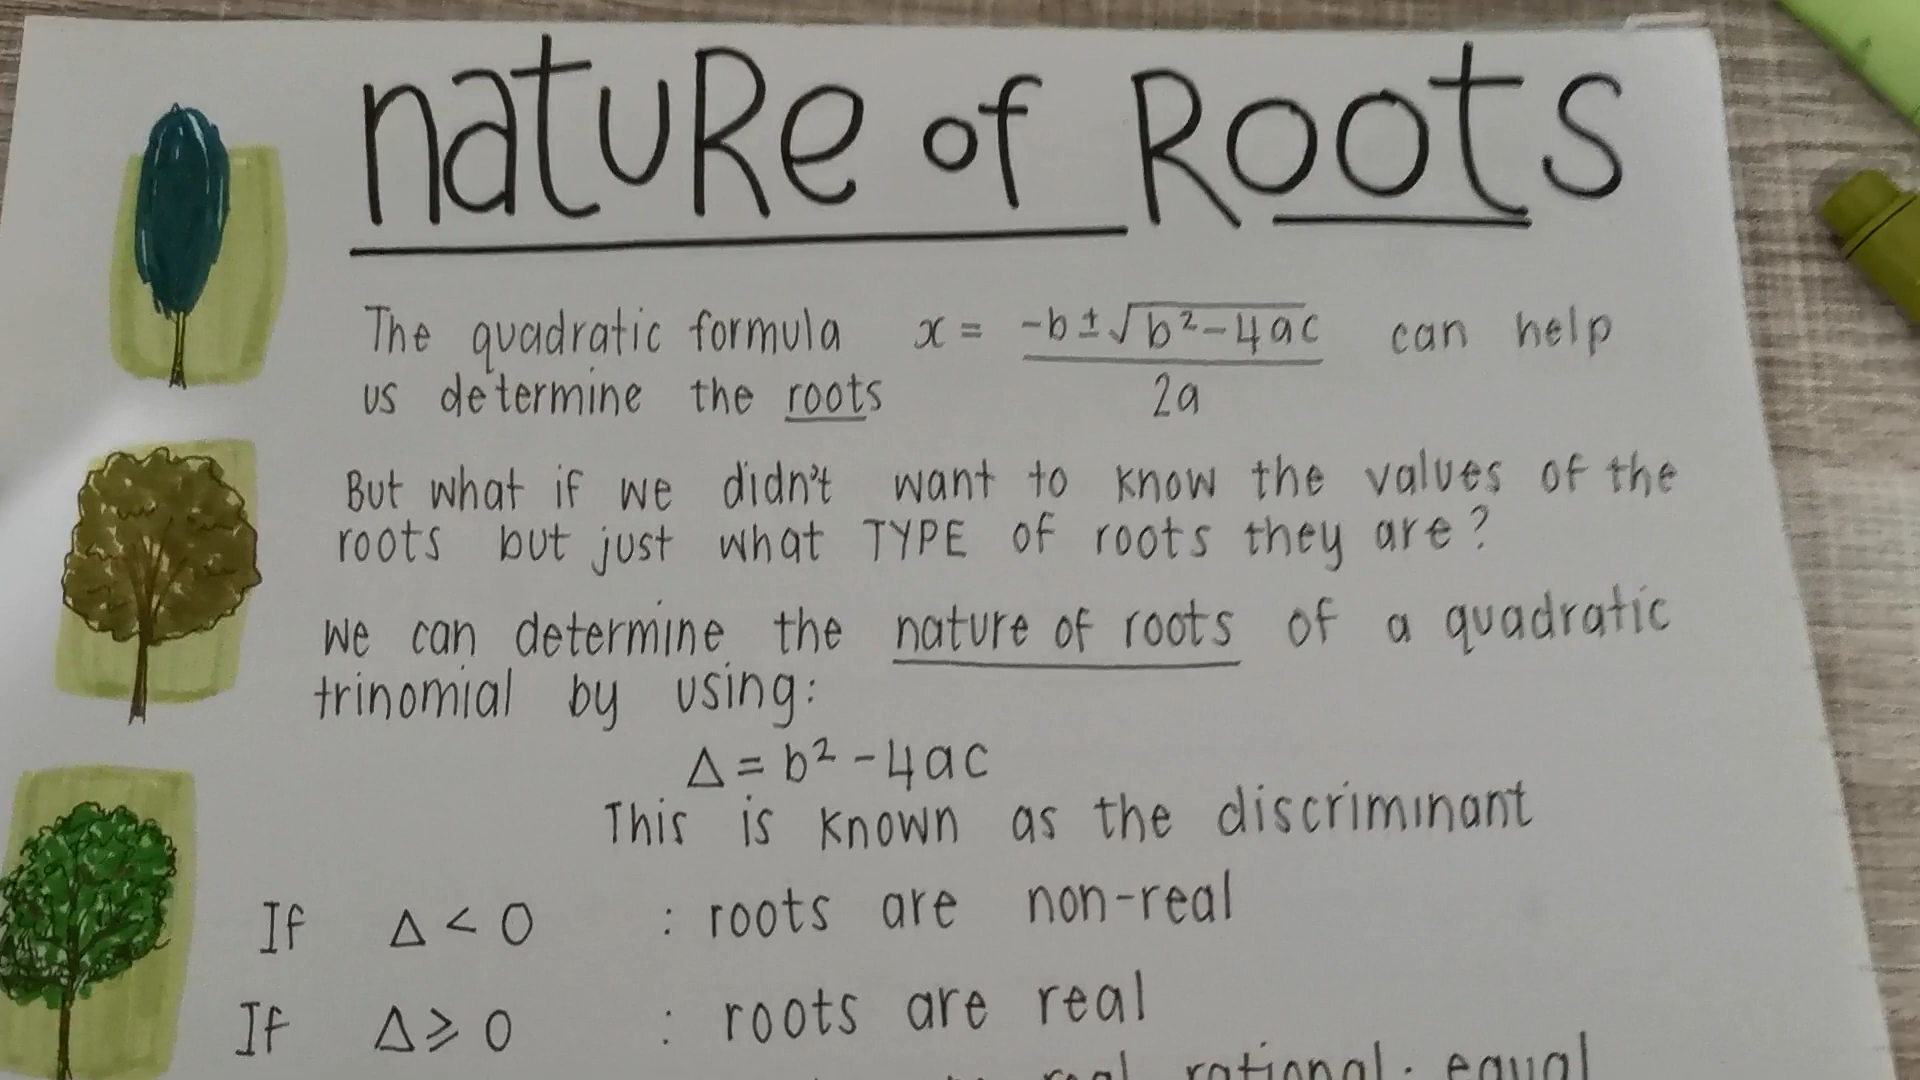 natuRe of Roots
The quadratic formula x = -b±√b²-4ac can help
us determine the roots 2a
But what if we didn't want to know the values of the
roots but just what TYPE of roots they are?
We can determine the nature of roots of a quadratic
trinomial by using:
Δ = b² - 4ac
This is known as the discriminant
If Δ < 0 : roots are non-real
If Δ ⩾ 0 : roots are real
real rational; equal